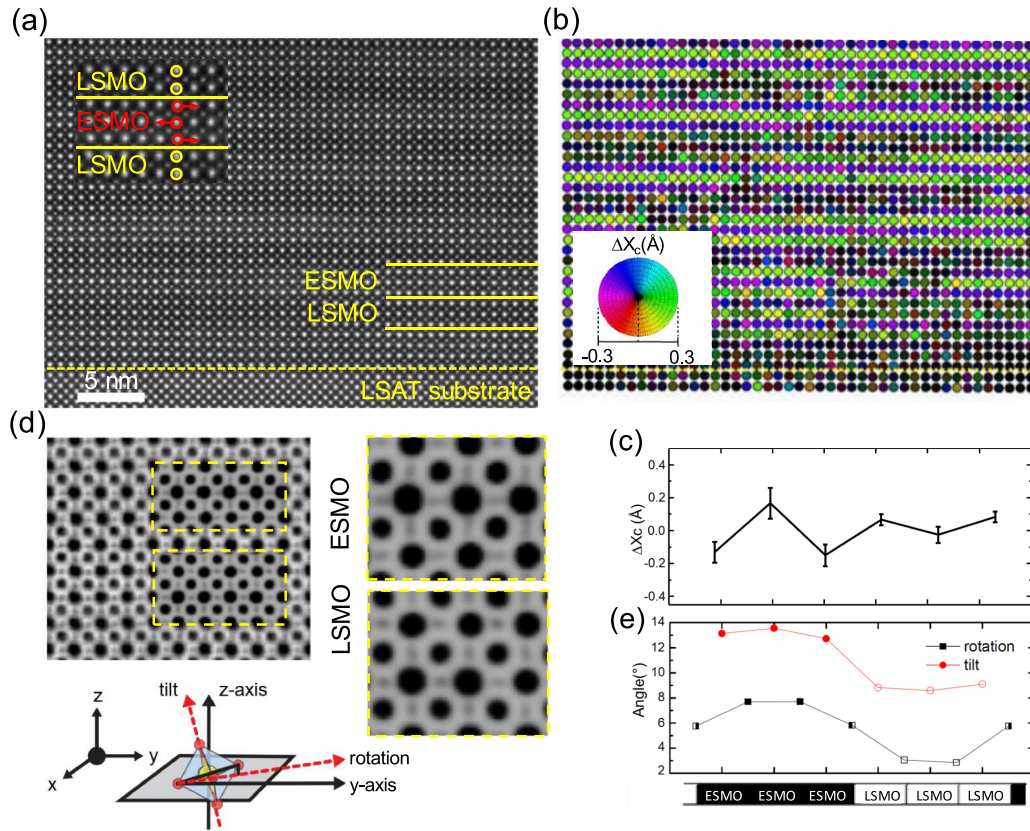 (a)
LSMO
ESMO
LSMO
ESMO
LSMO
5 nm
LSAT substrate
(b)
ΔXc(Å)
-0.3
0.3
(d)
ESMO
LSMO
tilt
z-axis
z
y
x
rotation
y-axis
(c)
ΔXc (Å)
0.4
0.2
0.0
-0.2
-0.4
(e)
Angle(°)
14
12
10
8
6
4
2
rotation
tilt
ESMO ESMO ESMO LSMO LSMO LSMO